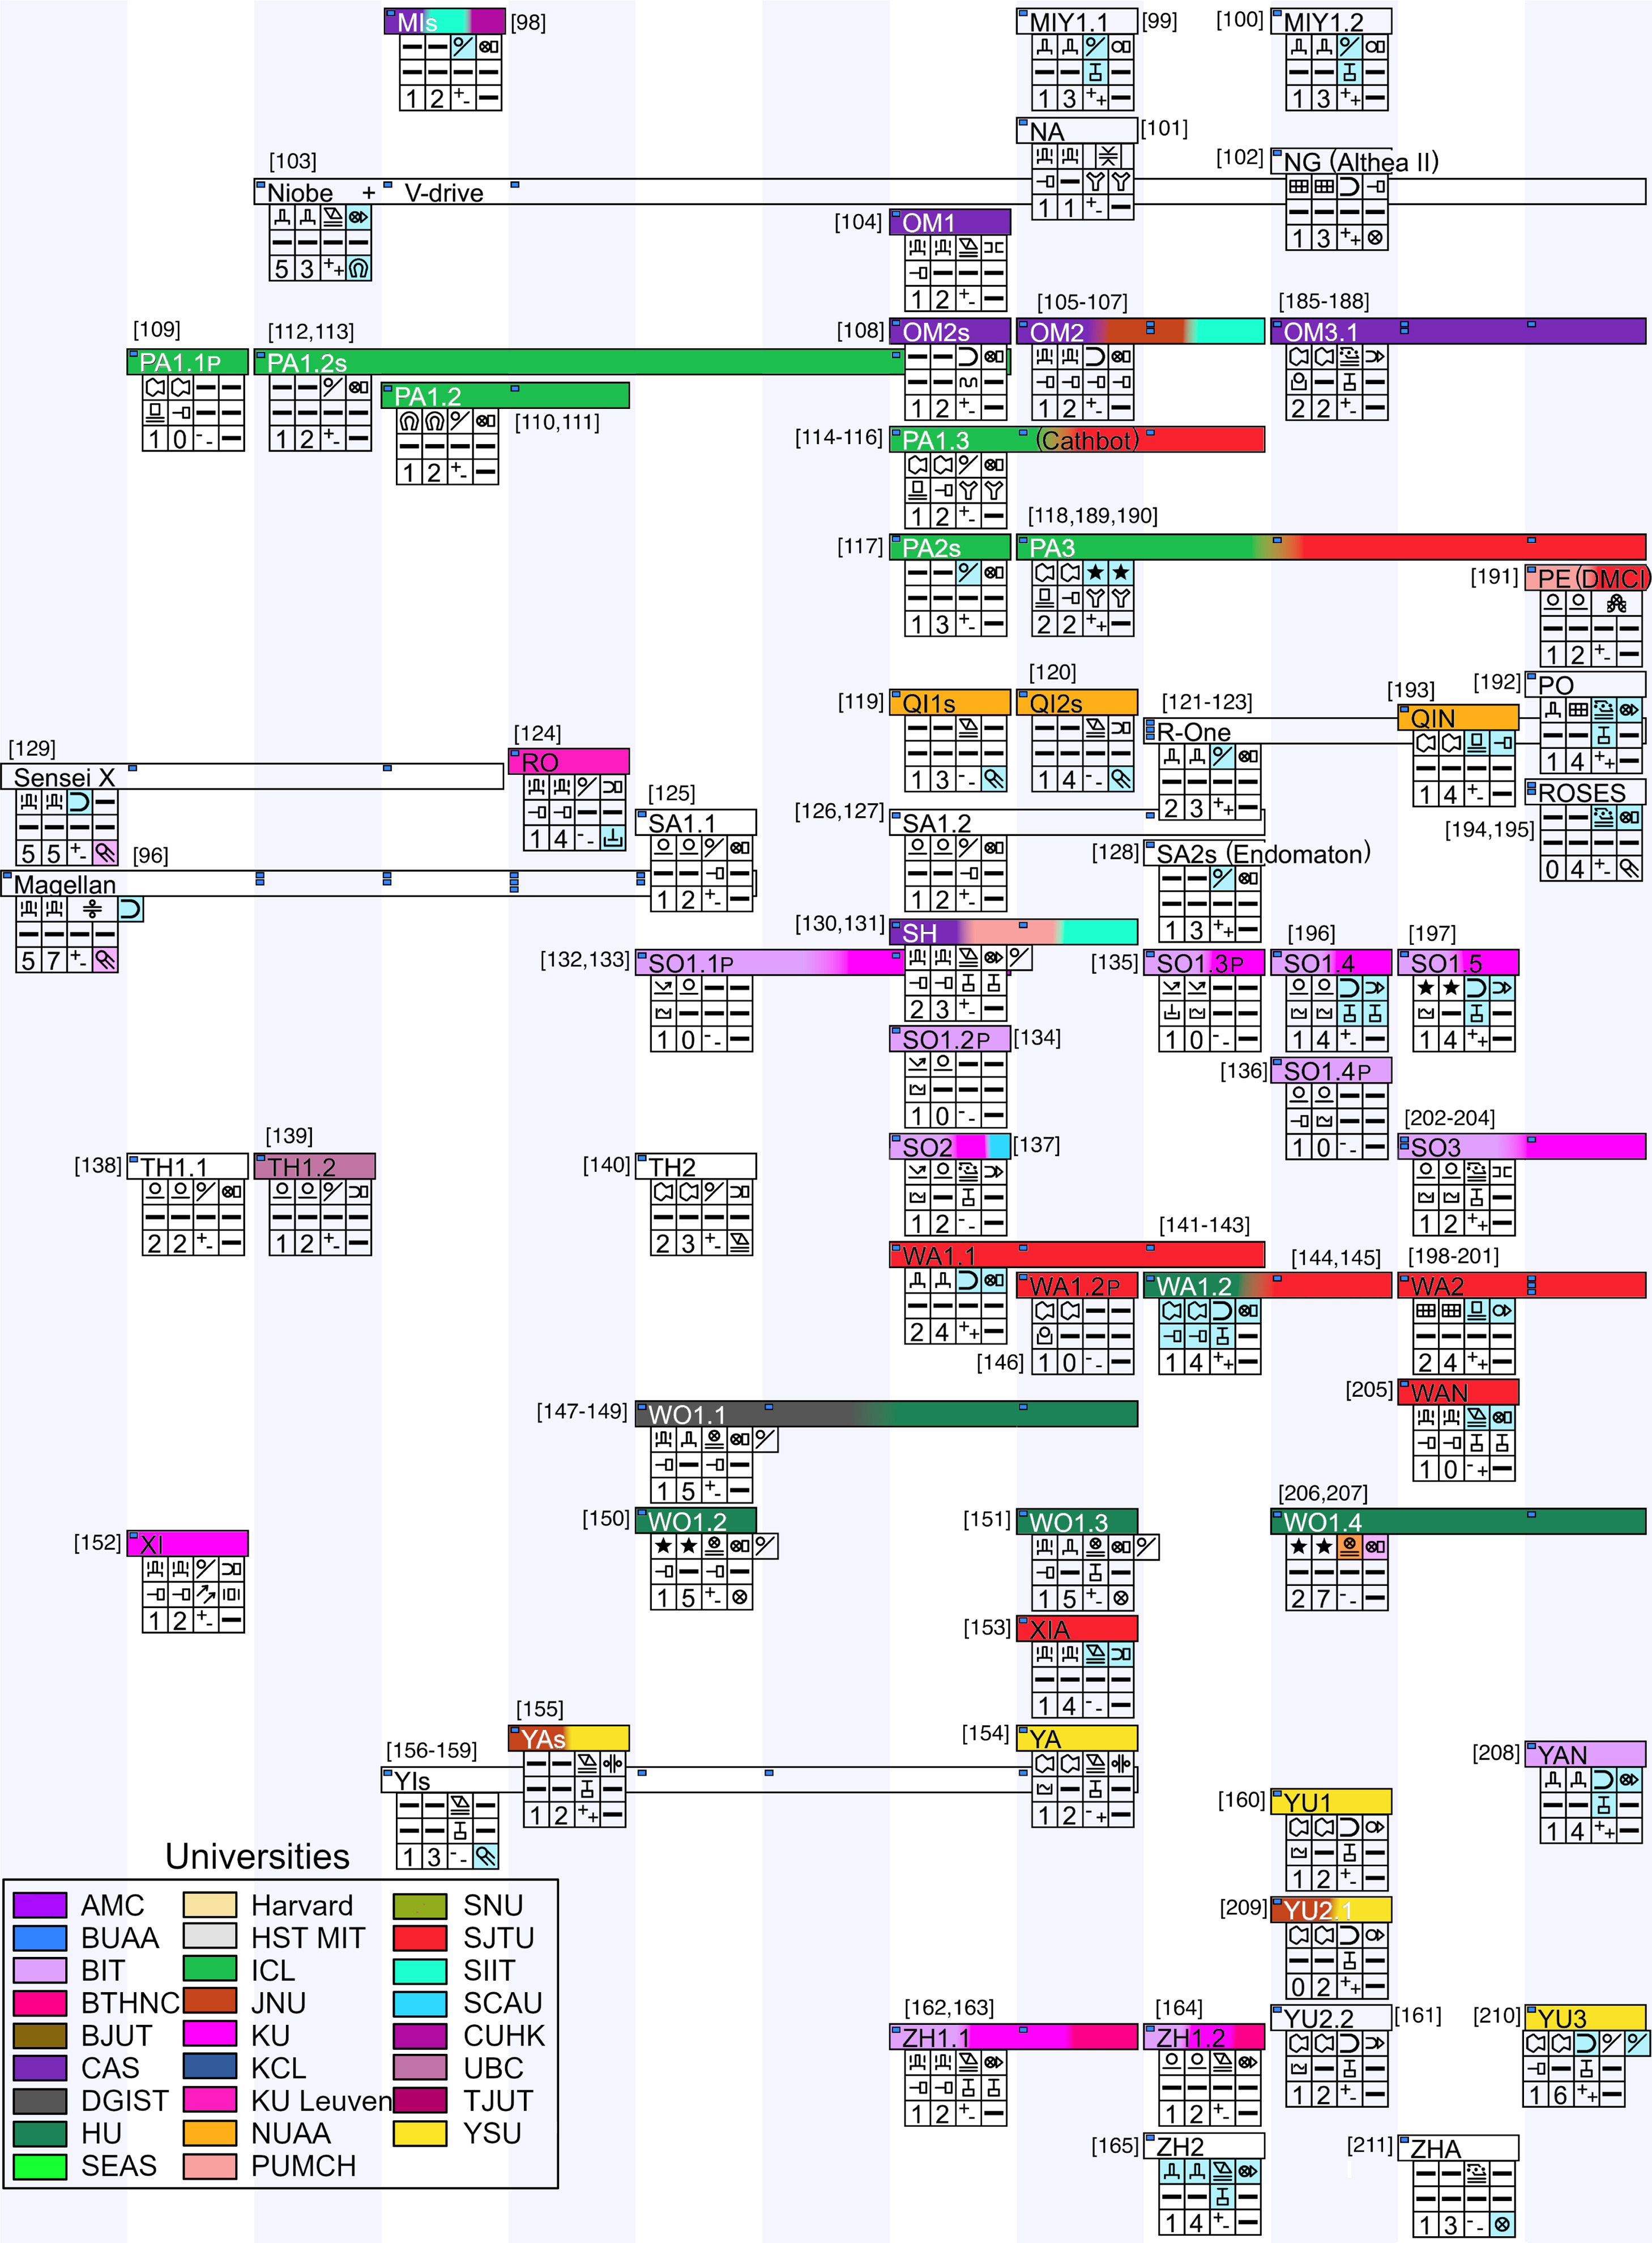 MIs [98] MIY1.1 [99] [100] MIY1.2
1 2 +- 1 3 ++ 1 3 ++
NA [101]
[103] [102] NG (Althea II)
Niobe + V-drive
1 1 +-
[104] OM1
5 3 ++ 1 3 ++
1 2 +- [105-107] [185-188]
[109] [112,113] [108] OM2s OM2 OM3.1
PA1.1P PA1.2s
PA1.2
[110,111]
1 0 -- 1 2 +- 1 2 +- 1 2 +- 2 2 +-
[114-116] PA1.3 (Cathbot)
1 2 +-
1 2 +- [118,189,190]
[117] PA2s PA3
[191] PE (DMCI)
1 3 +- 2 2 ++
1 2 +-
[120] [192] PO
[119] QI1s QI2s [121-123] [193] QIN
R-One
[129] [124]
Sensei X RO
1 3 -- 1 4 -- 1 4 ++
[125] 1 4 +- ROSES
[126,127] SA1.2 2 3 ++
SA1.1 [194,195]
1 4 -
5 5 +- [96] [128] SA2s (Endomaton)
Magellan 0 4 +-
1 2 +- 1 2 +-
[130,131] SH 1 3 ++ [196] [197]
5 7 +- [132,133] SO1.1P [135] SO1.3P SO1.4 SO1.5
2 3 +-
1 0 -- SO1.2P [134] 1 0 -- 1 4 +- 1 4 ++
[136] SO1.4P
1 0 -- [202-204]
[139] SO2 [137] 1 0 -- SO3
[138] TH1.1 TH1.2 [140] TH2
1 2 -- [141-143] 1 2 ++
2 2 +- 1 2 +- 2 3 +- WA1.1 [144,145] [198-201]
WA1.2P WA1.2 WA2
2 4 ++
[146] 1 0 -- 1 4 ++ 2 4 ++
[205] WAN
[147-149] WO1.1
1 0 -+
1 5 +- [206,207]
[150] WO1.2 [151] WO1.3 WO1.4
[152] XI
1 5 +- 1 5 +- 2 7 --
1 2 +- [153] XIA
1 4 --
[155]
YAs [154] YA
[156-159] [208] YAN
YIs
[160] YU1
1 2 ++ 1 2 -+ 1 4 ++
1 3 --
1 2 +-
[209] YU2.1
0 2 ++
[162,163] [164] YU2.2 [161] [210] YU3
ZH1.1 ZH1.2
1 2 +- 1 2 +- 1 2 +- 1 6 ++
[165] ZH2 [211] ZHA
1 4 +- 1 3 --
Universities
AMC Harvard SNU
BUAA HST MIT SJTU
BIT ICL SIIT
BTHNC JNU SCAU
BJUT KU CUHK
CAS KCL UBC
DGIST KU Leuven TJUT
HU NUAA YSU
SEAS PUMCH